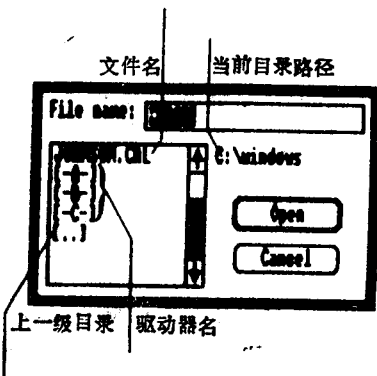 文件名 当前目录路径
File name:
.CAL C:\windows
-C-
[..]
Open
Cancel
上一级目录 驱动器名